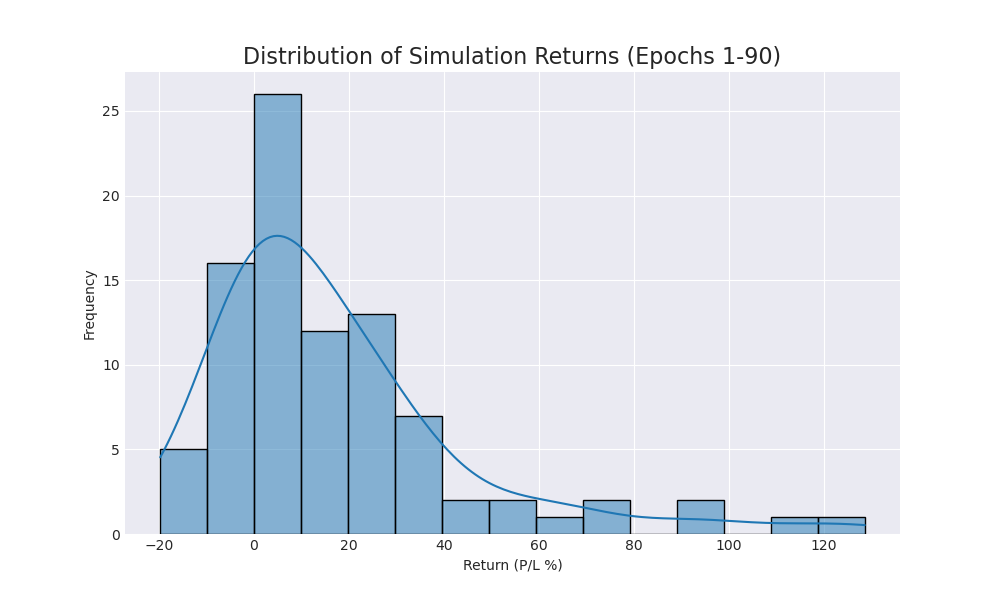 Distribution of Simulation Returns (Epochs 1-90)
25
20
15
10
5
0
Frequency
−20 0 20 40 60 80 100 120
Return (P/L %)